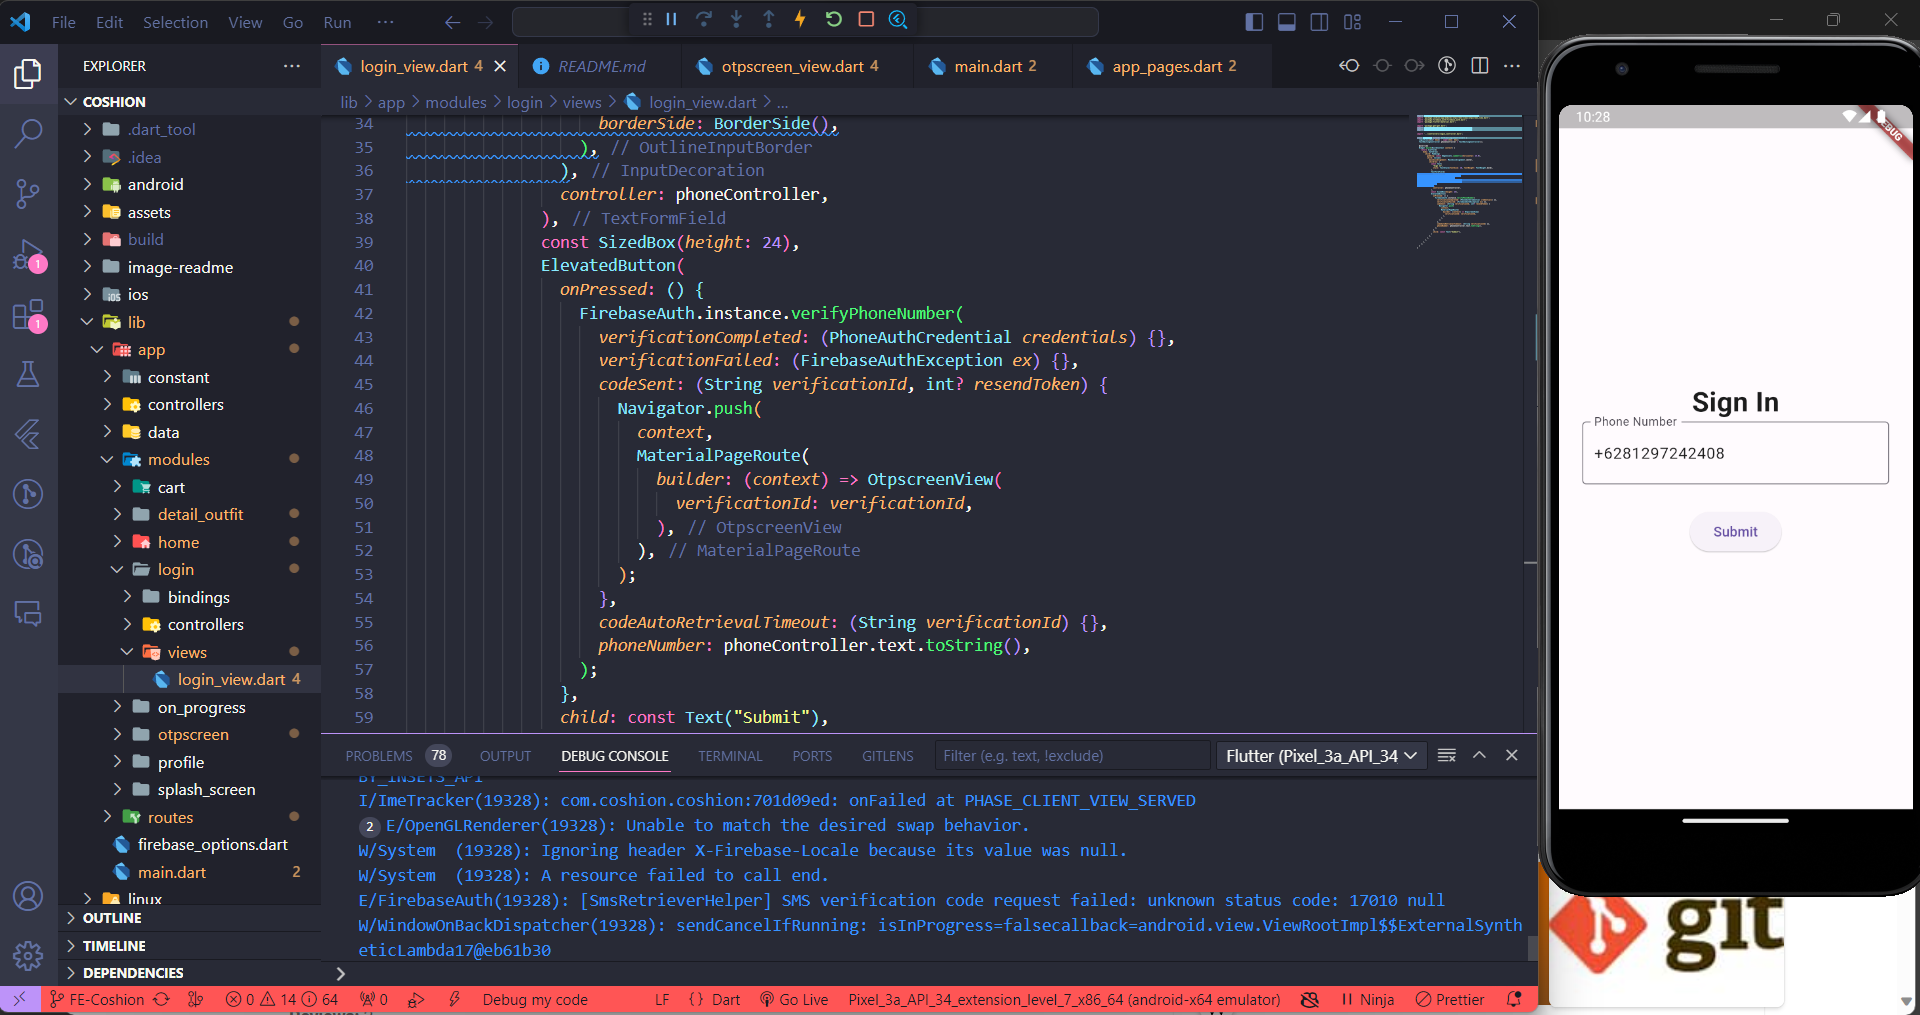 File Edit Selection View Go Run ···
EXPLORER
COSHION
.dart_tool
.idea
android
assets
build
image-readme
ios
lib
app
constant
controllers
data
modules
cart
detail_outfit
home
login
bindings
controllers
views
login_view.dart 4
on_progress
otpscreen
profile
splash_screen
routes
firebase_options.dart
main.dart 2
linux
OUTLINE
TIMELINE
DEPENDENCIES
login_view.dart 4 README.md otpscreen_view.dart 4 main.dart 2 app_pages.dart 2
lib > app > modules > login > views > login_view.dart > ...
34 borderSide: BorderSide(),
35 ), // OutlineInputBorder
36 ), // InputDecoration
37 controller: phoneController,
38 ), // TextFormField
39 const SizedBox(height: 24),
40 ElevatedButton(
41 onPressed: () {
42 FirebaseAuth.instance.verifyPhoneNumber(
43 verificationCompleted: (PhoneAuthCredential credentials) {},
44 verificationFailed: (FirebaseAuthException ex) {},
45 codeSent: (String verificationId, int? resendToken) {
46 Navigator.push(
47 context,
48 MaterialPageRoute(
49 builder: (context) => OtpscreenView(
50 verificationId: verificationId,
51 ), // OtpscreenView
52 ), // MaterialPageRoute
53 );
54 },
55 codeAutoRetrievalTimeout: (String verificationId) {},
56 phoneNumber: phoneController.text.toString(),
57 );
58 },
59 child: const Text("Submit"),
PROBLEMS 78 OUTPUT DEBUG CONSOLE TERMINAL PORTS GITLENS Filter (e.g. text, !exclude) Flutter (Pixel_3a_API_34
BY_INSETS_API
I/ImeTracker(19328): com.coshion.coshion:701d09ed: onFailed at PHASE_CLIENT_VIEW_SERVED
2 E/OpenGLRenderer(19328): Unable to match the desired swap behavior.
W/System (19328): Ignoring header X-Firebase-Locale because its value was null.
W/System (19328): A resource failed to call end.
E/FirebaseAuth(19328): [SmsRetrieverHelper] SMS verification code request failed: unknown status code: 17010 null
W/WindowOnBackDispatcher(19328): sendCancelIfRunning: isInProgress=falsecallback=android.view.ViewRootImpl$$ExternalSynth
eticLambda17@eb61b30
1
1
FE-Coshion 0 14 64 0 Debug my code LF {} Dart Go Live Pixel_3a_API_34_extension_level_7_x86_64 (android-x64 emulator) Ninja Prettier
10:28
DEBUG
Sign In
Phone Number
+6281297242408
Submit
git